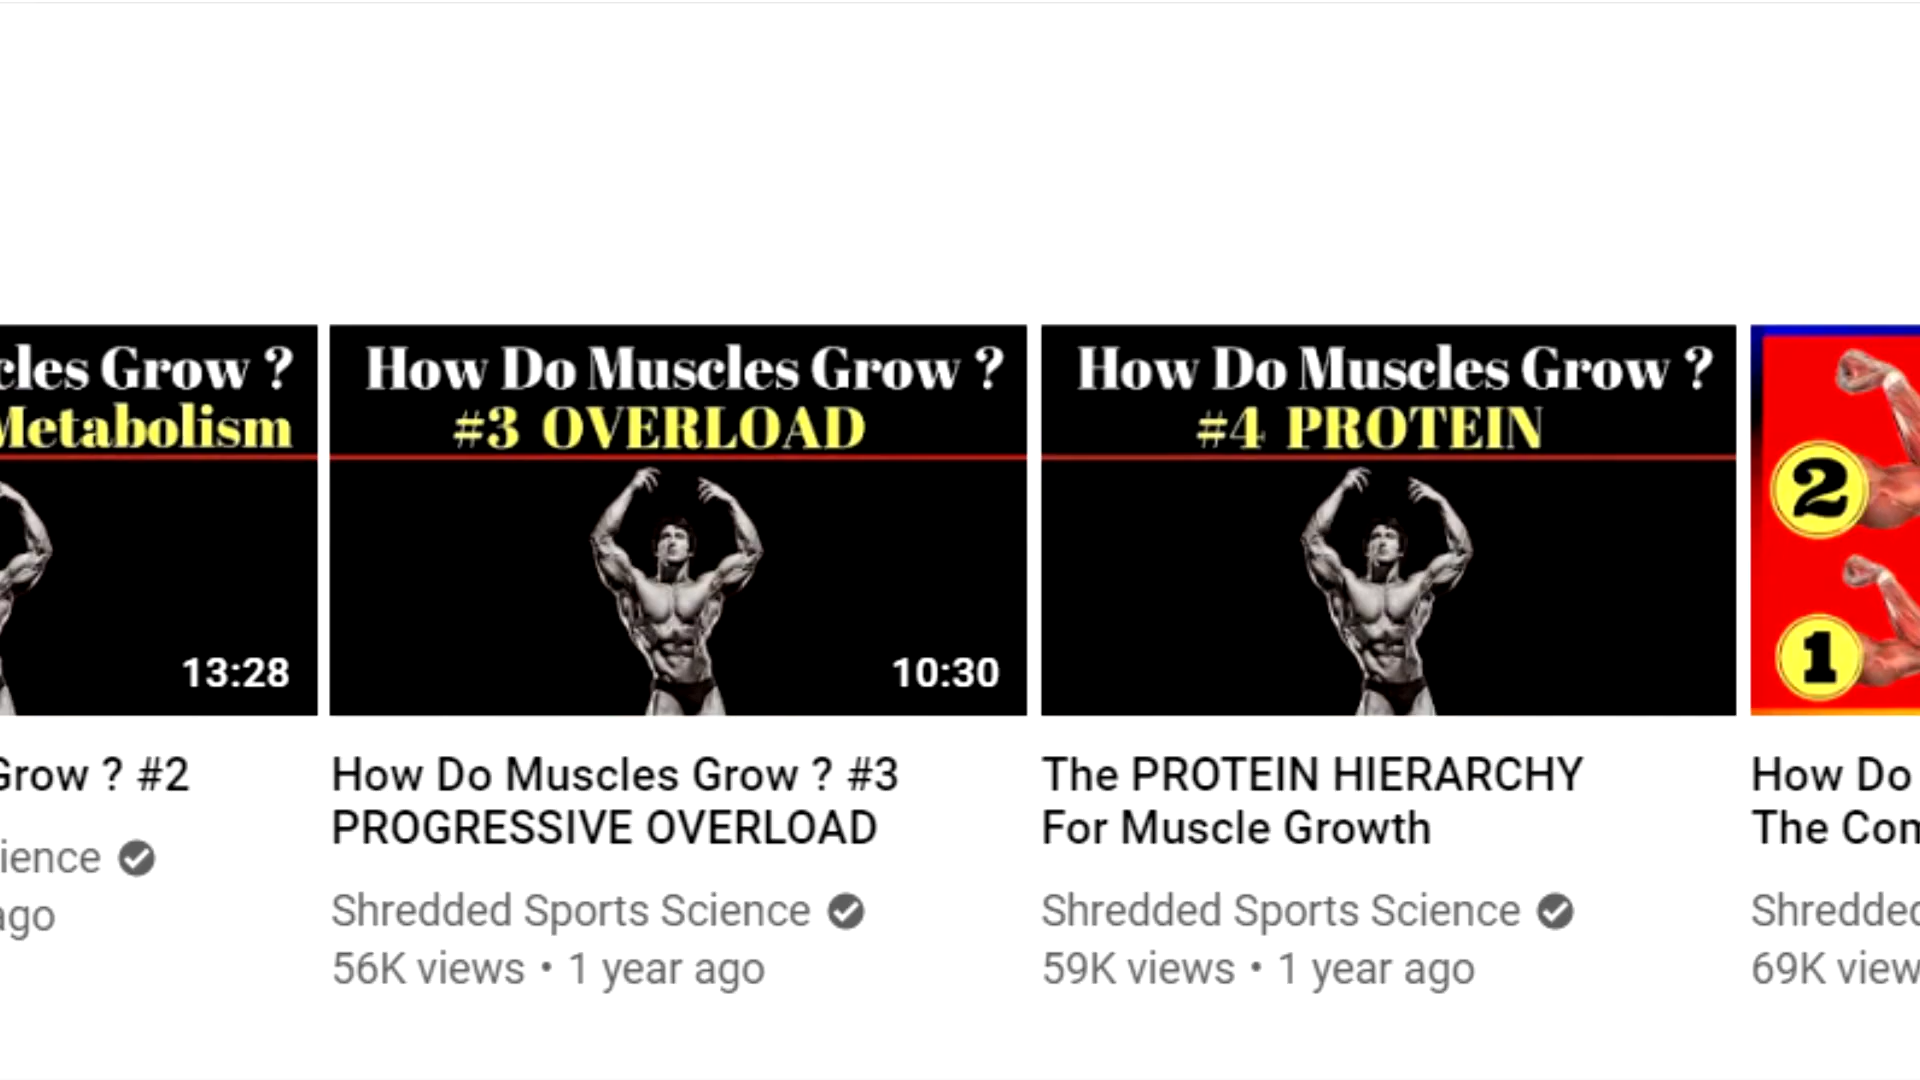 cles Grow ?
Metabolism
13:28
Grow ? #2
ience
ago
How Do Muscles Grow ?
#3 OVERLOAD
10:30
How Do Muscles Grow ? #3
PROGRESSIVE OVERLOAD
Shredded Sports Science
56K views • 1 year ago
How Do Muscles Grow ?
#4 PROTEIN
The PROTEIN HIERARCHY
For Muscle Growth
Shredded Sports Science
59K views • 1 year ago
2
1
How Do
The Com
Shredded
69K view